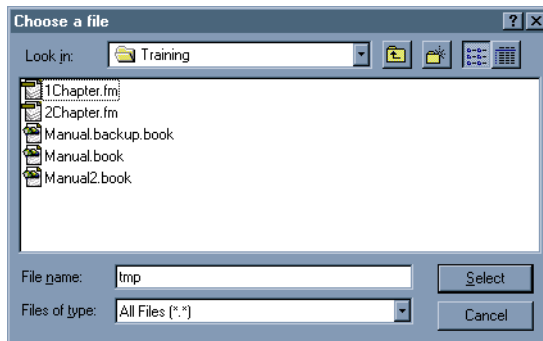 Choose a file
Look in: Training
1Chapter.fm
2Chapter.fm
Manual.backup.book
Manual.book
Manual2.book
File name: tmp Select
Files of type: All Files (*.*) Cancel